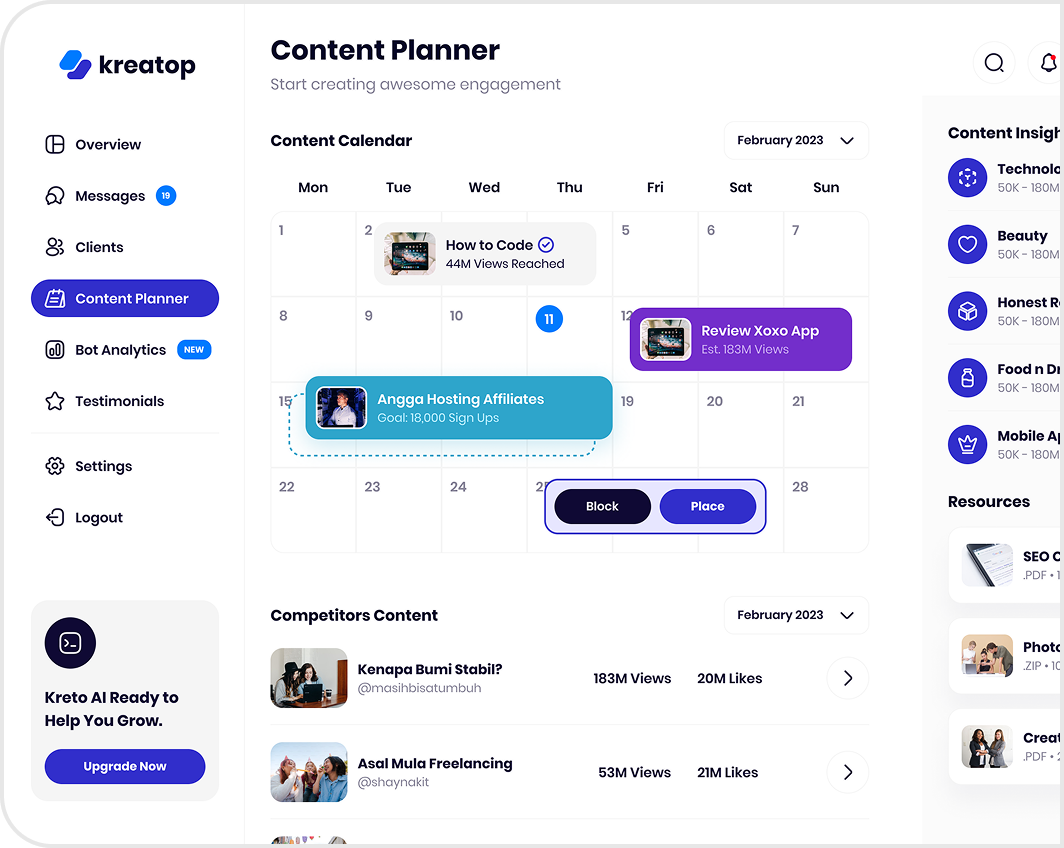 kreatop
Overview
Messages 19
Clients
Content Planner
Bot Analytics NEW
Testimonials
Settings
Logout
Kreto AI Ready to
Help You Grow.
Upgrade Now
Content Planner
Start creating awesome engagement
Content Calendar
February 2023
Mon Tue Wed Thu Fri Sat Sun
1 2 5 6 7
How to Code
44M Views Reached
8 9 10 11 12
Review Xoxo App
Est. 183M Views
15 19 20 21
Angga Hosting Affiliates
Goal: 18,000 Sign Ups
22 23 24 28
Block Place
Competitors Content
February 2023
Kenapa Bumi Stabil?
@masihbisatumbuh
183M Views 20M Likes
Asal Mula Freelancing
@shaynakit
53M Views 21M Likes
Content Insigh
Technolo
50K - 180M
Beauty
50K - 180M
Honest R
50K - 180M
Food n Dr
50K - 180M
Mobile Ap
50K - 180M
Resources
SEO
.PDF • 1
Photo
.ZIP • 10
Creat
.PDF •